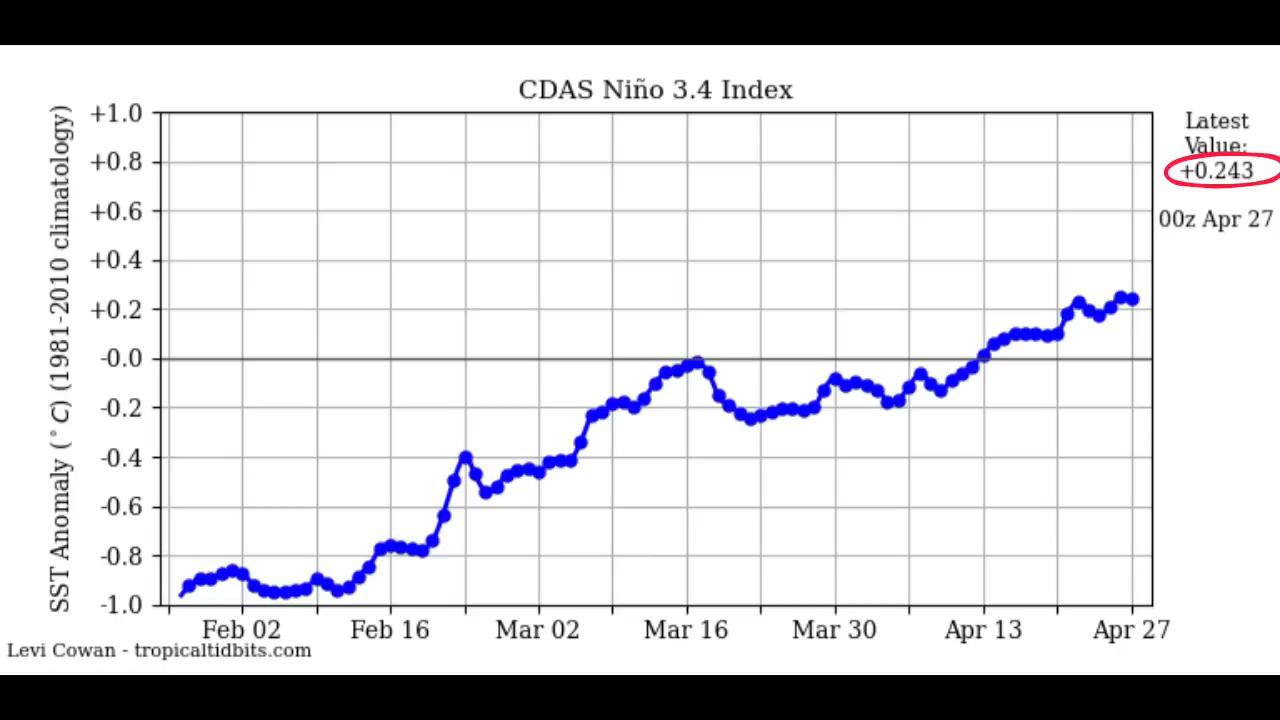 CDAS Niño 3.4 Index
SST Anomaly (°C) (1981-2010 climatology)
+1.0
+0.8
+0.6
+0.4
+0.2
-0.0
-0.2
-0.4
-0.6
-0.8
-1.0
Feb 02 Feb 16 Mar 02 Mar 16 Mar 30 Apr 13 Apr 27
Latest
Value:
+0.243
00z Apr 27
Levi Cowan - tropicaltidbits.com